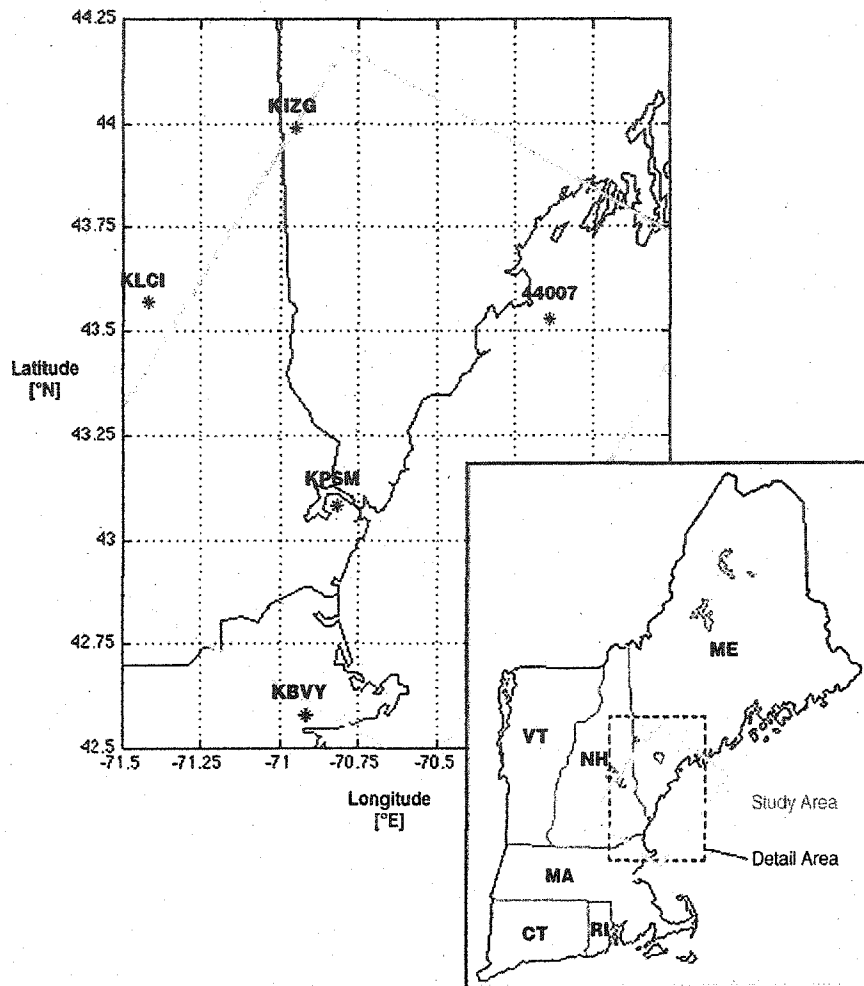 44.25
KIZG
44
43.75
KLCI
44007
43.5
Latitude
[°N]
43.25
KPSM
43
42.75
KBVY
42.5
-71.5
-71.25
-71
-70.75
-70.5
Longitude
[°E]
ME
VT
NH
Study Area
Detail Area
MA
CT
RI